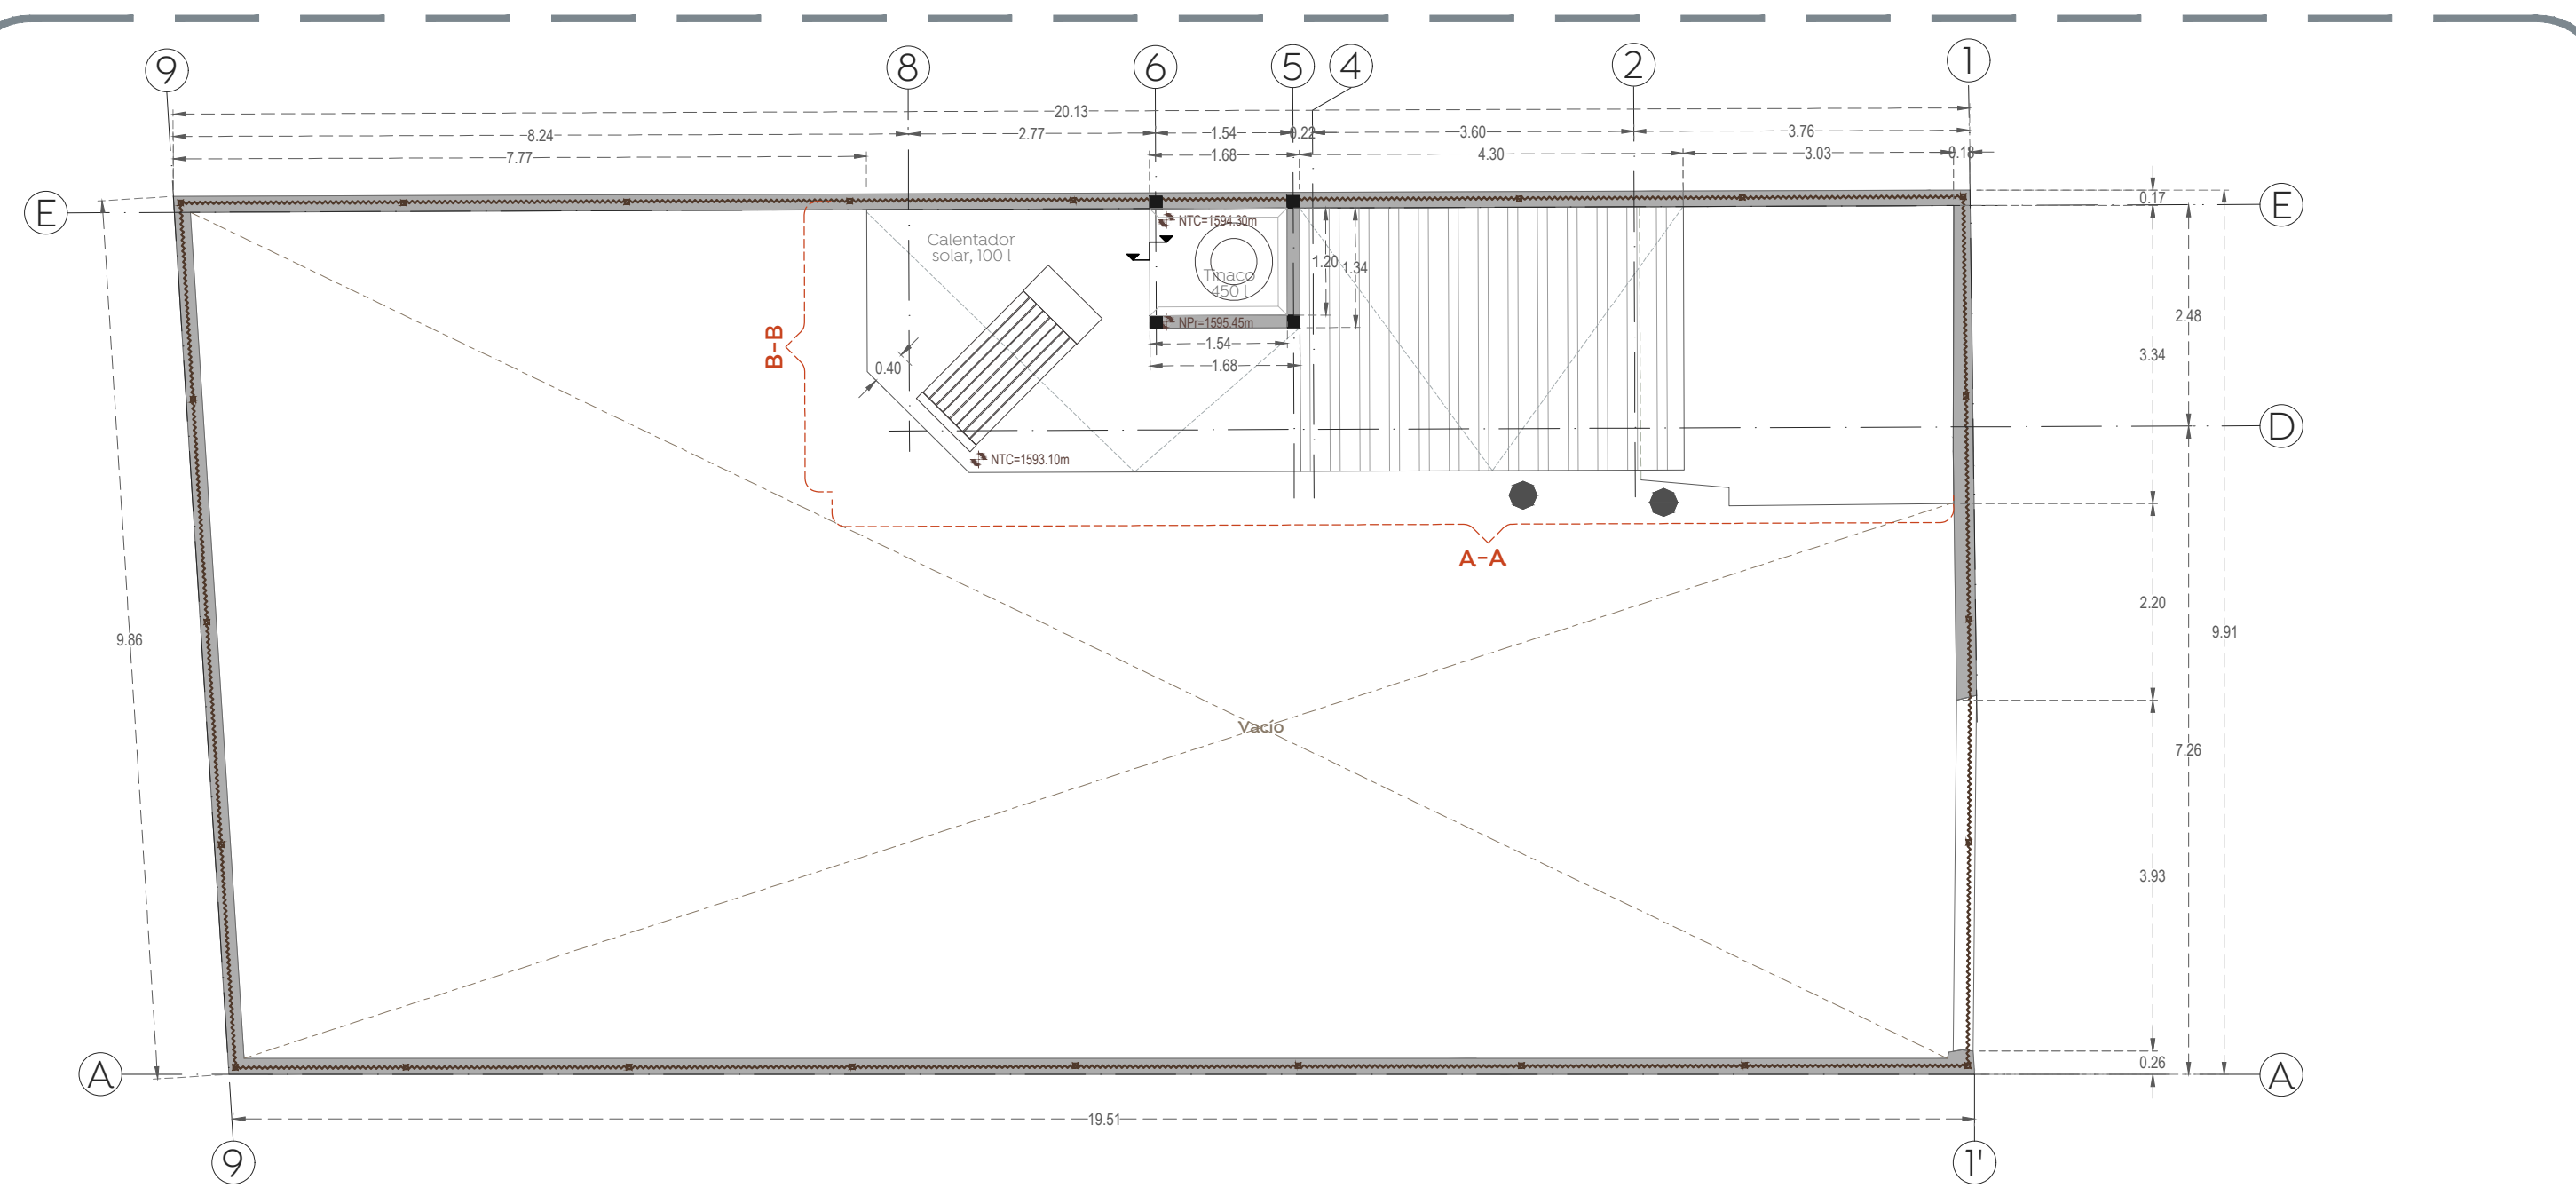 9
8
6
5
4
2
1
20.13
8.24
2.77
1.54
0.22
3.60
3.76
7.77
1.68
4.30
3.03
0.18
E
E
0.17
NTC=1594.30m
Calentador
solar, 100 l
Tinaco
450 l
1.20
1.34
2.48
NPr=1595.45m
1.54
B-B
3.34
1.68
0.40
D
NTC=1593.10m
A-A
2.20
9.86
9.91
Vacío
7.26
3.93
0.26
A
A
19.51
9
1'